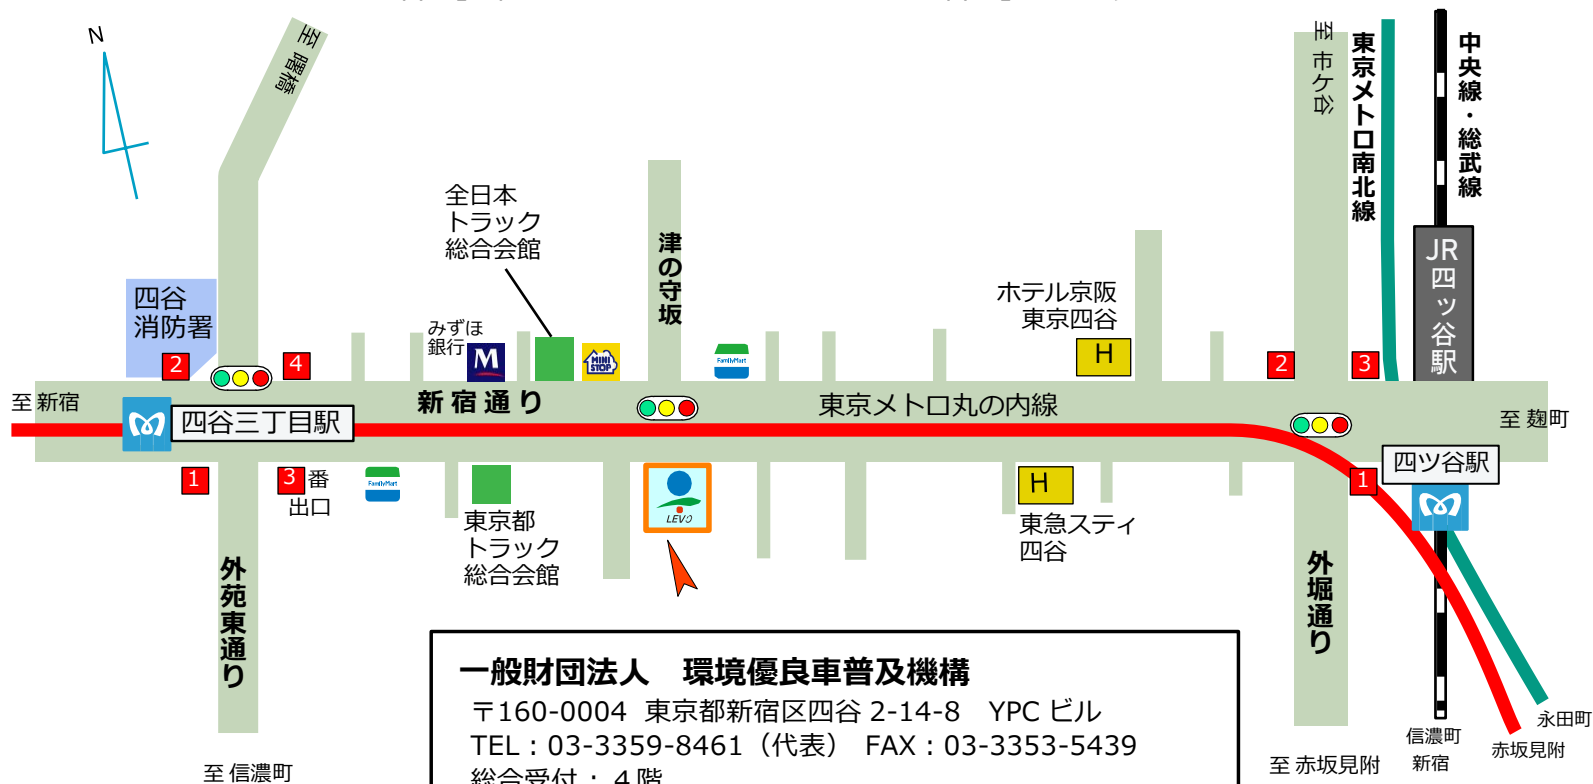 N
至 曙橋
至 市ケ谷
東京メトロ南北線
中央線・総武線
全日本
トラック
総合会館
津の守坂
JR四ッ谷駅
四谷
消防署
みずほ
銀行
ホテル京阪
東京四谷
M
MINI
STOP
FamilyMart
H
2
4
2
3
至 新宿
新宿通り
東京メトロ丸の内線
至 麹町
四谷三丁目駅
四ツ谷駅
1
3 番
出口
FamilyMart
LEVO
H
1
東京都
トラック
総合会館
東急スティ
四谷
外苑東通り
外堀通り
一般財団法人 環境優良車普及機構
〒160-0004 東京都新宿区四谷 2-14-8 YPC ビル
TEL：03-3359-8461（代表） FAX：03-3353-5439
総合受付：４階
至 信濃町
至 赤坂見附
信濃町
新宿
赤坂見附
永田町